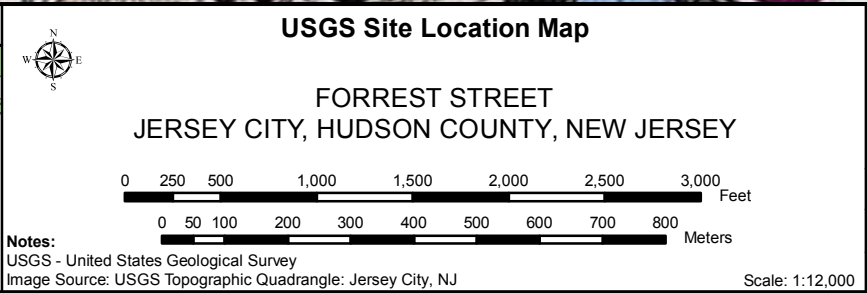 USGS Site Location Map
N
W E
S
FORREST STREET
JERSEY CITY, HUDSON COUNTY, NEW JERSEY
0 250 500 1,000 1,500 2,000 2,500 3,000
Feet
0 50 100 200 300 400 500 600 700 800
Meters
Notes:
USGS - United States Geological Survey
Image Source: USGS Topographic Quadrangle: Jersey City, NJ
Scale: 1:12,000